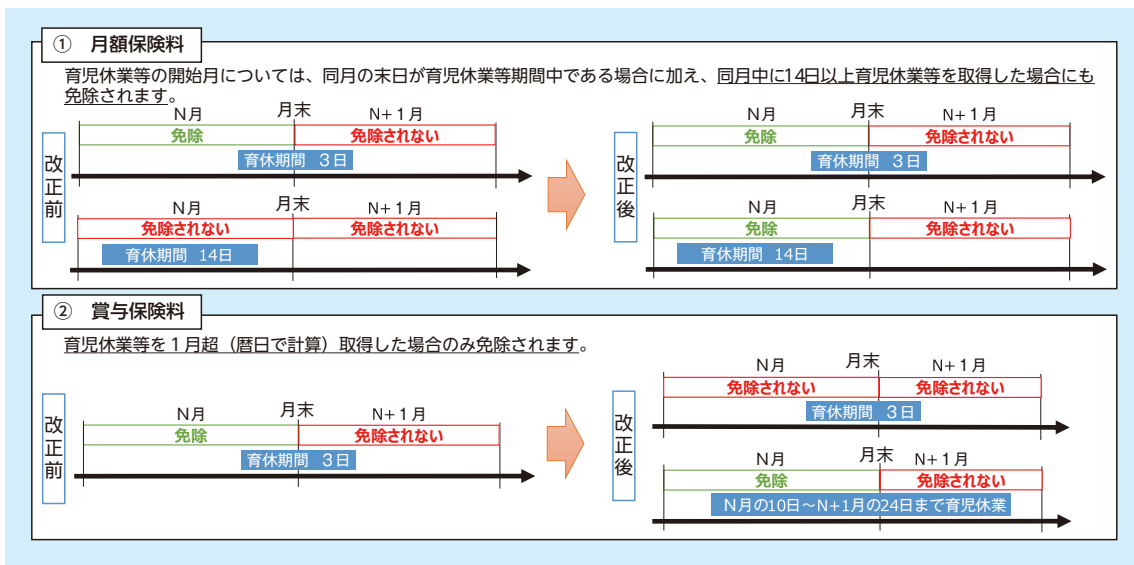 ① 月額保険料
育児休業等の開始月については、同月の末日が育児休業等期間中である場合に加え、同月中に14日以上育児休業等を取得した場合にも
免除されます。
改正前
N月 月末 N+1月
免除 免除されない
育休期間 3日
N月 月末 N+1月
免除されない 免除されない
育休期間 14日
改正後
N月 月末 N+1月
免除 免除されない
育休期間 3日
N月 月末 N+1月
免除 免除されない
育休期間 14日
② 賞与保険料
育児休業等を1月超（暦日で計算）取得した場合のみ免除されます。
改正前
N月 月末 N+1月
免除 免除されない
育休期間 3日
改正後
N月 月末 N+1月
免除されない 免除されない
育休期間 3日
N月 月末 N+1月
免除 免除されない
N月の10日～N+1月の24日まで育児休業